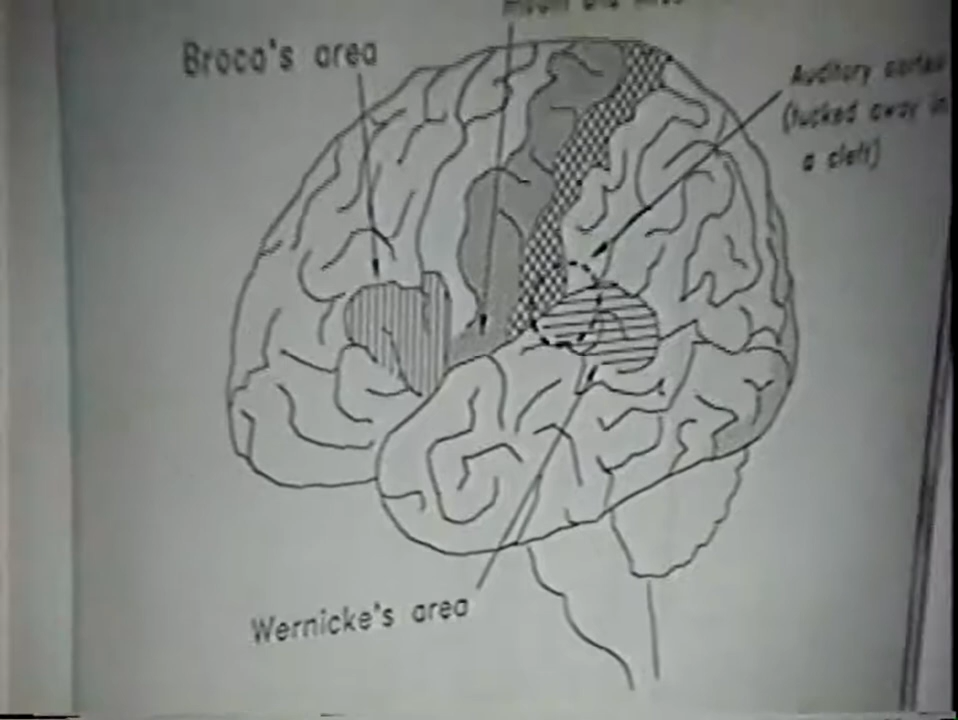 Broca's area
Auditory cortex
(tucked away in
a cleft)
Wernicke's area